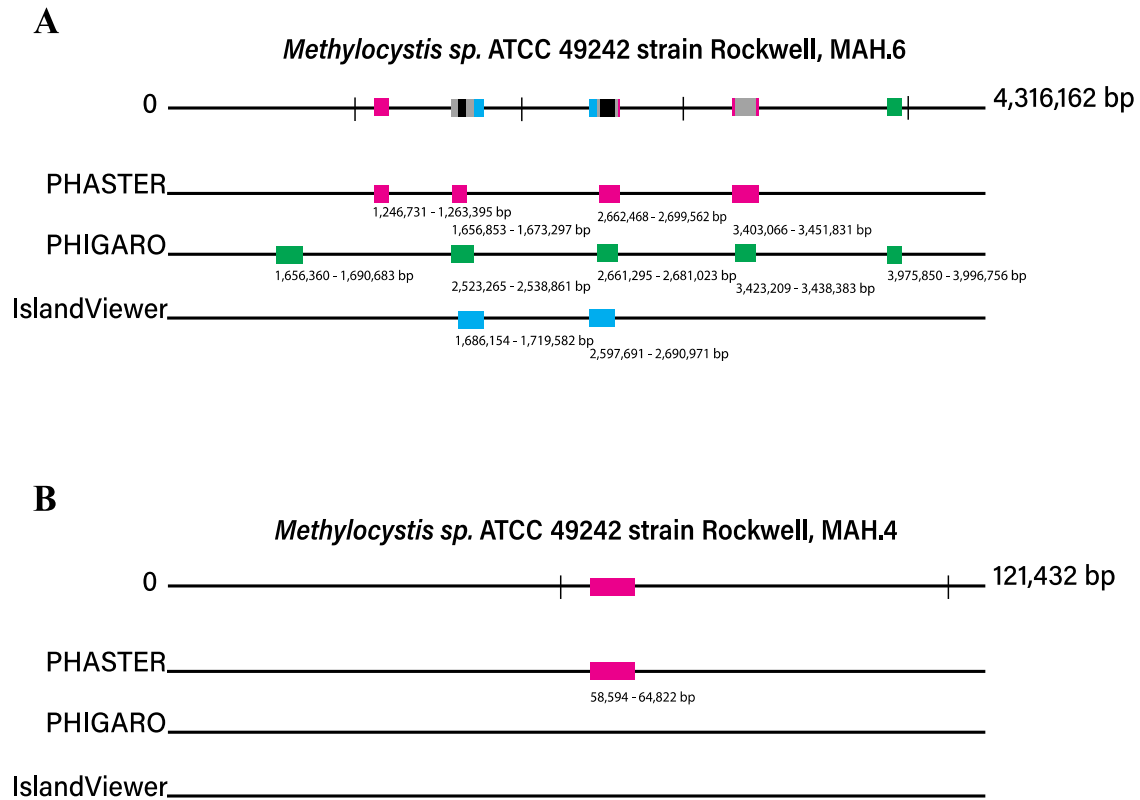 A
Methylocystis sp. ATCC 49242 strain Rockwell, MAH.6
0 4,316,162 bp
PHASTER
1,246,731 - 1,263,395 bp 2,662,468 - 2,699,562 bp
1,656,853 - 1,673,297 bp 3,403,066 - 3,451,831 bp
PHIGARO
1,656,360 - 1,690,683 bp 2,661,295 - 2,681,023 bp 3,975,850 - 3,996,756 bp
2,523,265 - 2,538,861 bp 3,423,209 - 3,438,383 bp
IslandViewer
1,686,154 - 1,719,582 bp
2,597,691 - 2,690,971 bp
B
Methylocystis sp. ATCC 49242 strain Rockwell, MAH.4
0 121,432 bp
PHASTER
58,594 - 64,822 bp
PHIGARO
IslandViewer